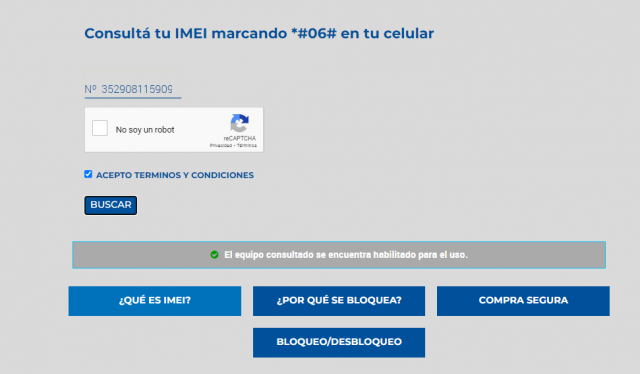 Consultá tu IMEI marcando *#06# en tu celular
Nº 352908115909
No soy un robot
reCAPTCHA
Privacidad - Términos
ACEPTO TERMINOS Y CONDICIONES
BUSCAR
El equipo consultado se encuentra habilitado para el uso.
¿QUÉ ES IMEI?
¿POR QUÉ SE BLOQUEA?
COMPRA SEGURA
BLOQUEO/DESBLOQUEO